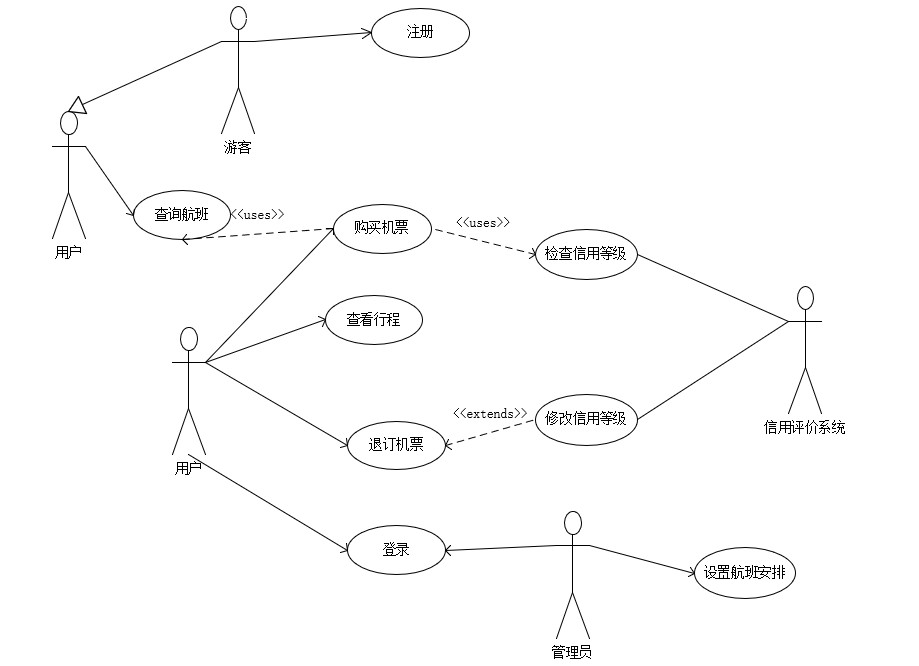 注册
游客
查询航班
<<uses>>
购买机票
<<uses>>
检查信用等级
用户
查看行程
<<extends>>
修改信用等级
信用评价系统
退订机票
用户
登录
设置航班安排
管理员